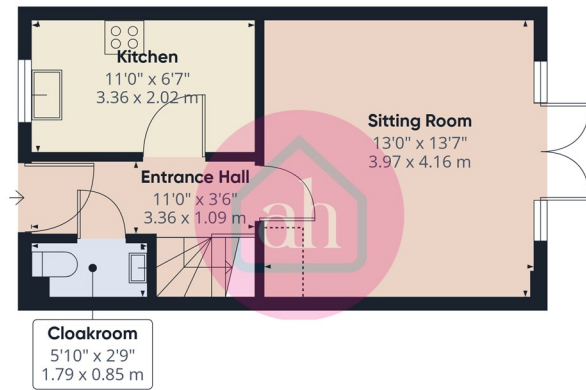 Kitchen
11'0" x 6'7"
3.36 x 2.02 m
Sitting Room
13'0" x 13'7"
3.97 x 4.16 m
Entrance Hall
11'0" x 3'6"
3.36 x 1.09 m
ah
Cloakroom
5'10" x 2'9"
1.79 x 0.85 m